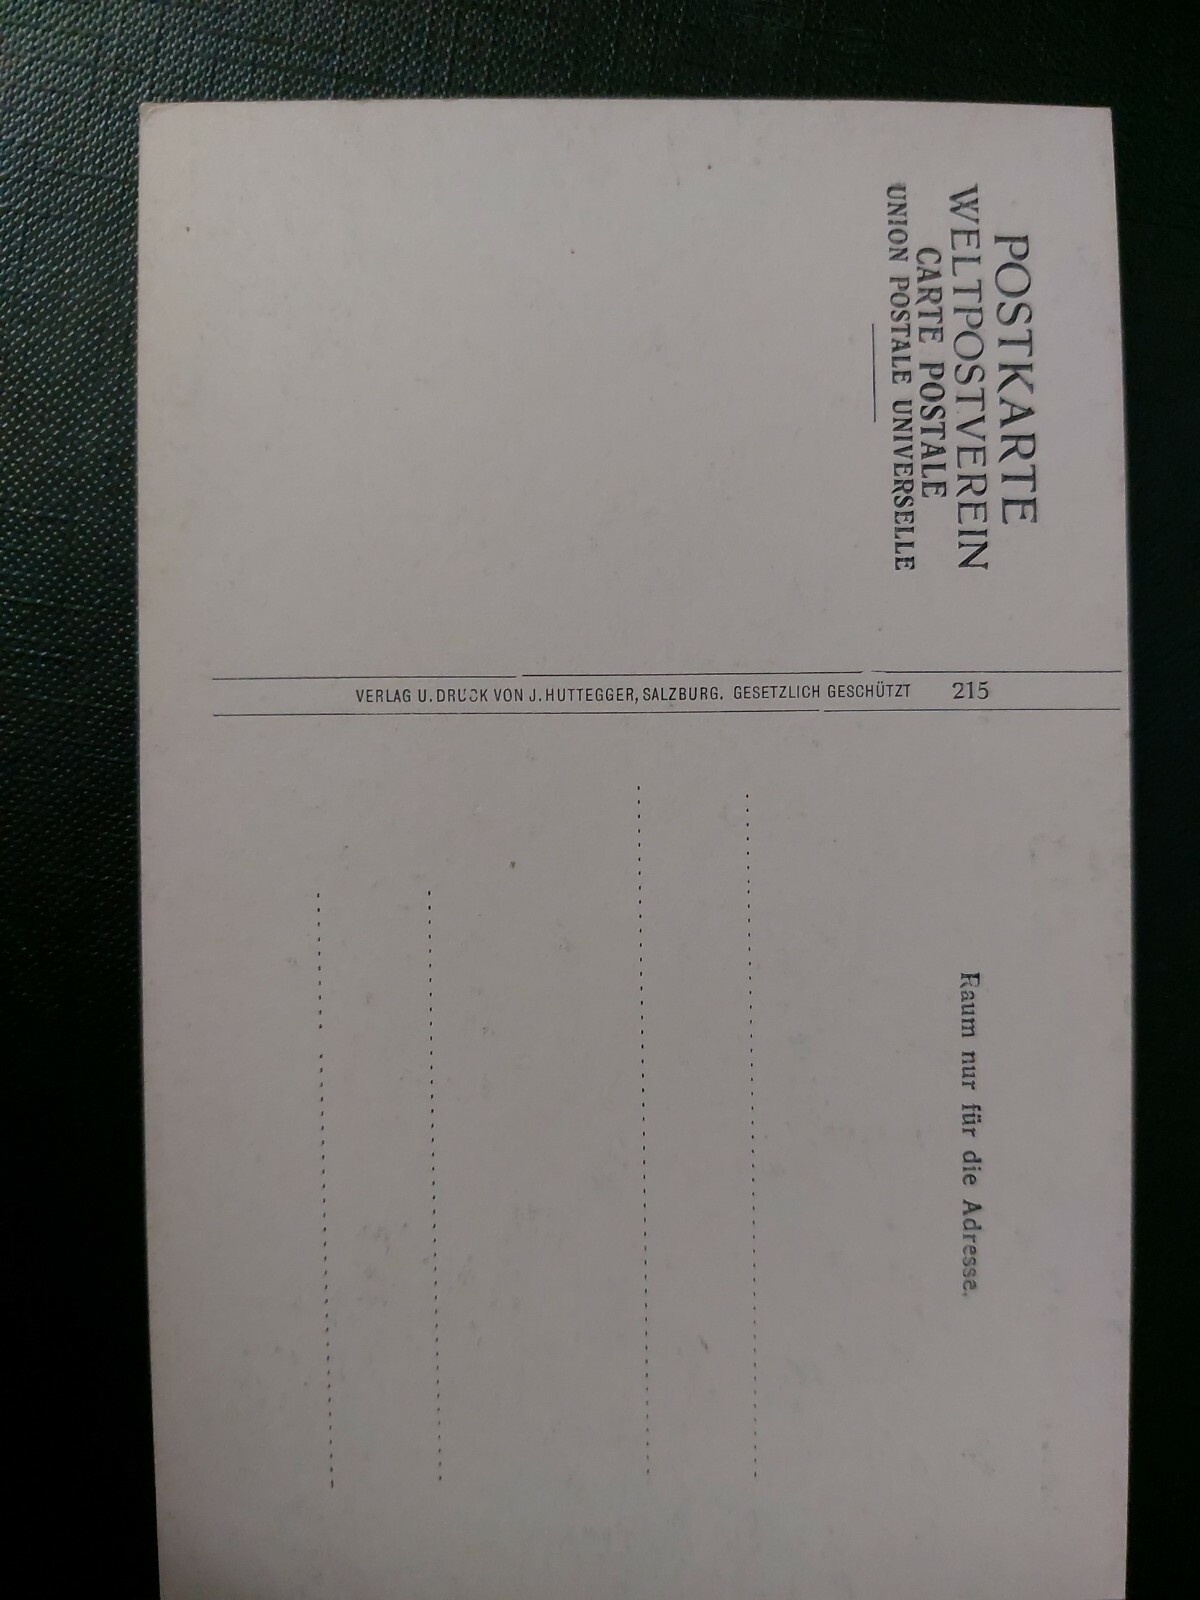 POSTKARTE
WELTPOSTVEREIN
CARTE POSTALE
UNION POSTALE UNIVERSELLE
VERLAG U. DRUCK VON J. HUTTEGGER, SALZBURG. GESETZLICH GESCHÜTZT 215
Raum nur für die Adresse.